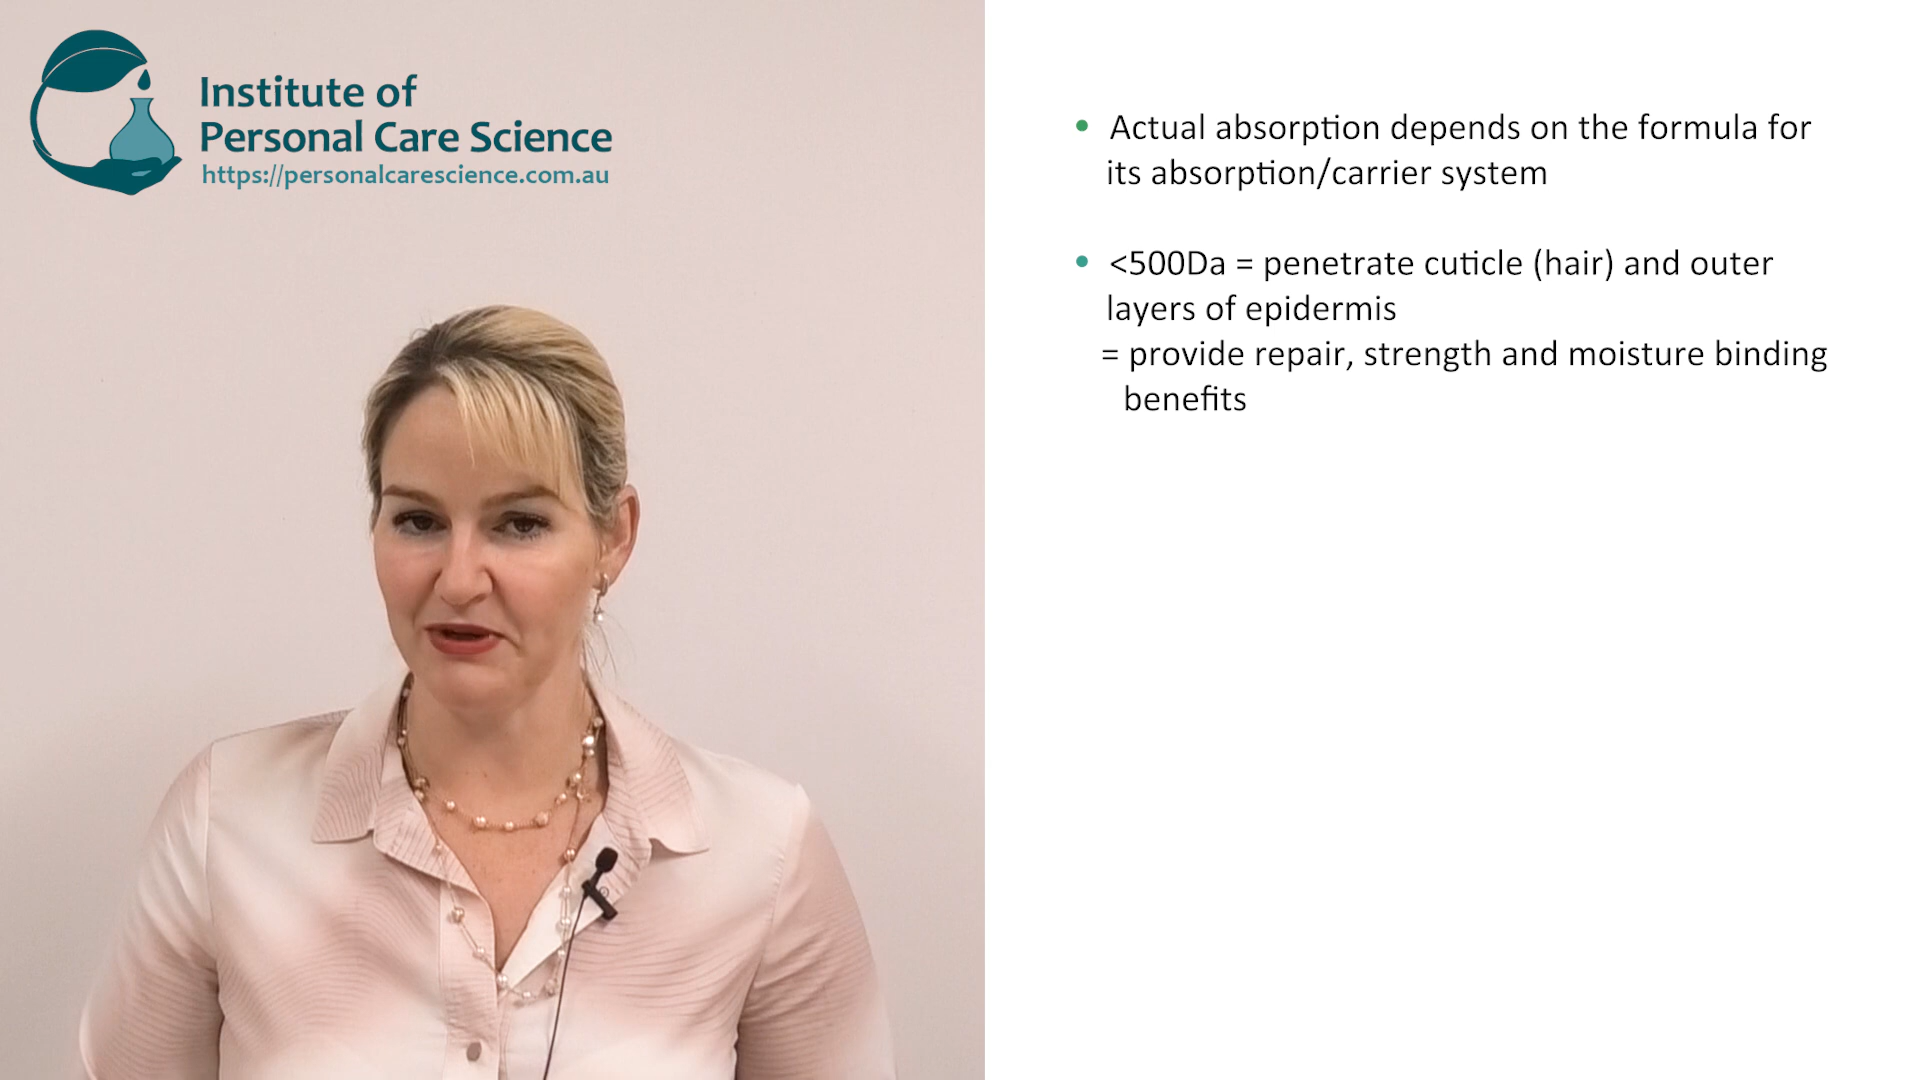 Institute of
Personal Care Science
https://personalcarescience.com.au
• Actual absorption depends on the formula for
its absorption/carrier system
• <500Da = penetrate cuticle (hair) and outer
layers of epidermis
= provide repair, strength and moisture binding
benefits